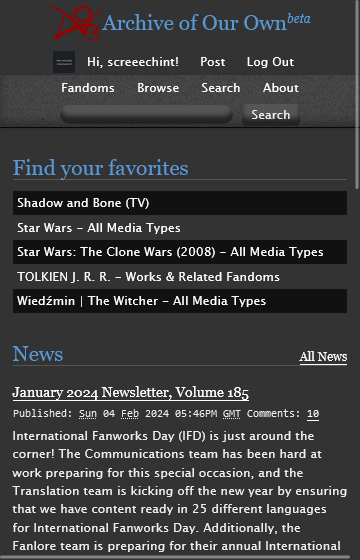 Archive of Our Own beta
Hi, screeechint! Post Log Out
Fandoms Browse Search About
Search
Find your favorites
Shadow and Bone (TV)
Star Wars - All Media Types
Star Wars: The Clone Wars (2008) - All Media Types
TOLKIEN J. R. R. - Works & Related Fandoms
Wiedźmin | The Witcher - All Media Types
News
All News
January 2024 Newsletter, Volume 185
Published: Sun 04 Feb 2024 05:46PM GMT Comments: 10
International Fanworks Day (IFD) is just around the
corner! The Communications team has been hard at
work preparing for this special occasion, and the
Translation team is kicking off the new year by ensuring
that we have content ready in 25 different languages
for International Fanworks Day. Additionally, the
Fanlore team is preparing for their annual International